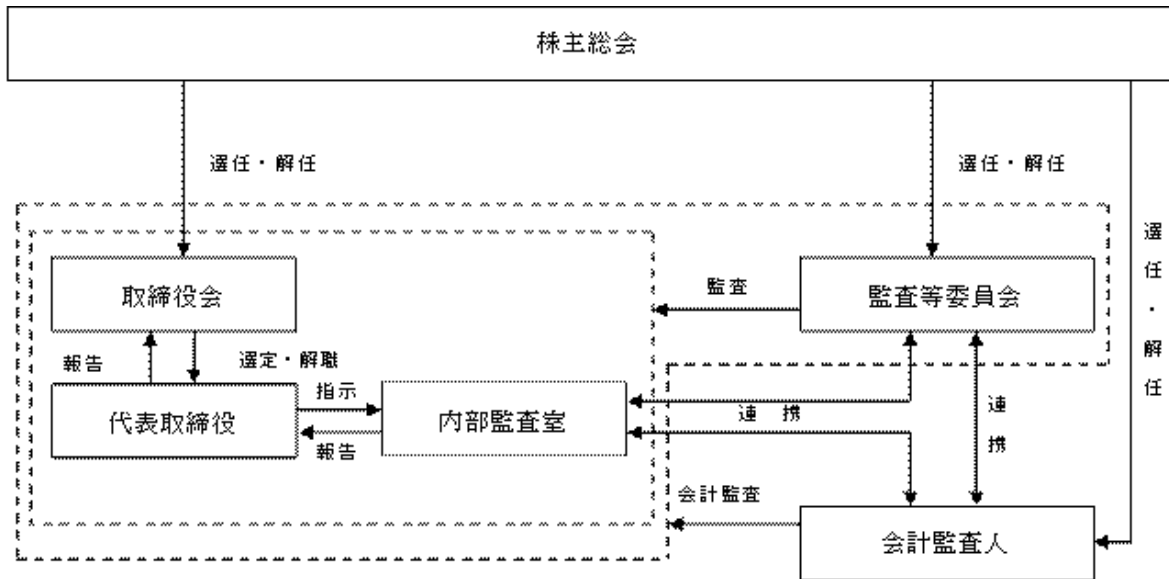 株主総会
選任・解任
選任・解任
選任・解任
取締役会
監査
監査等委員会
報告
選定・解職
代表取締役
指示
報告
内部監査室
連携
連携
会計監査
会計監査人